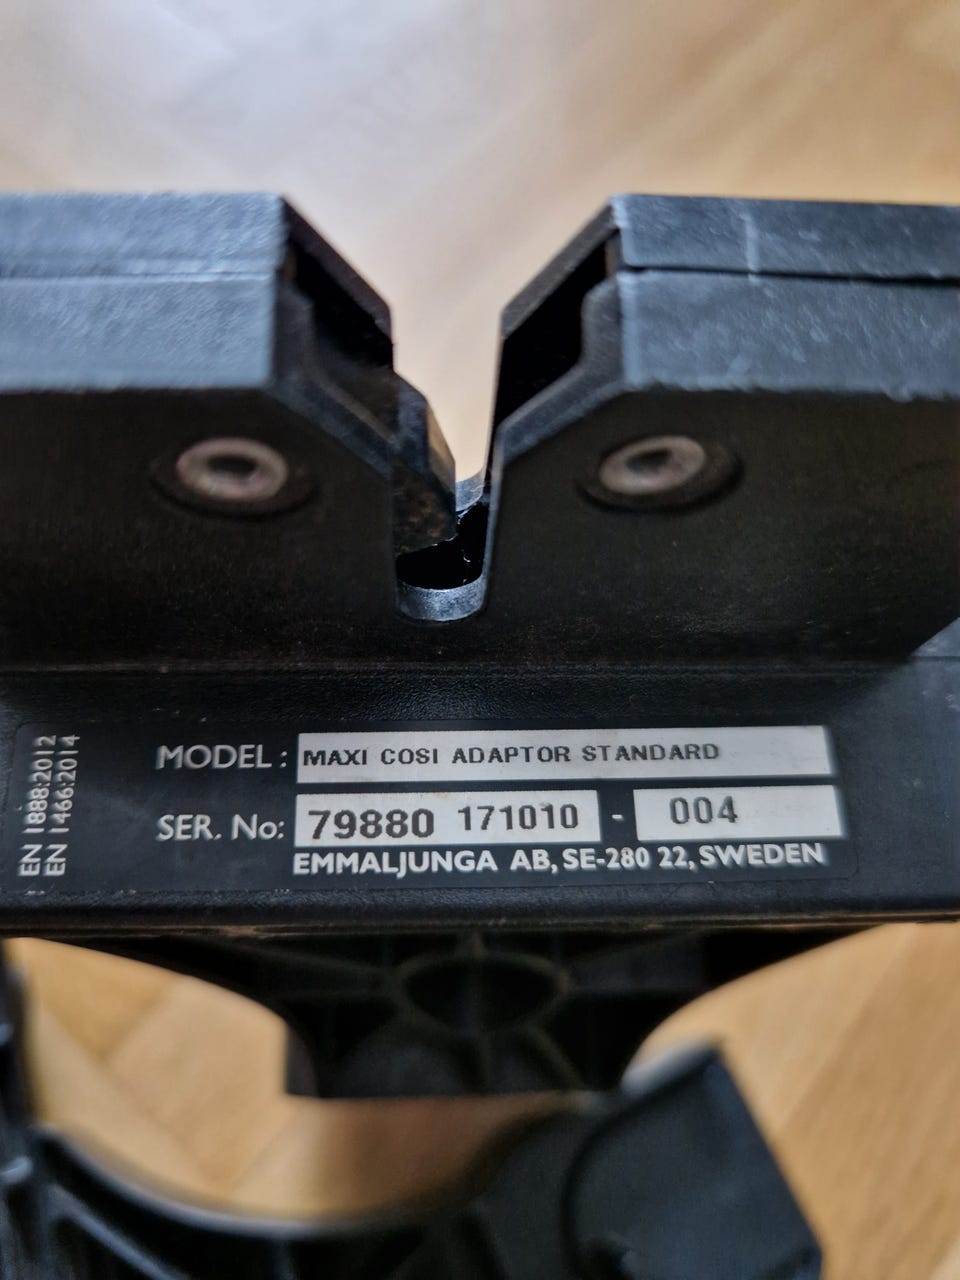 MODEL : MAXI COSI ADAPTOR STANDARD
SER. No: 79880 171010 - 004
EMMALJUNGA AB, SE-280 22, SWEDEN
EN 1888:2012
EN 1466:2014